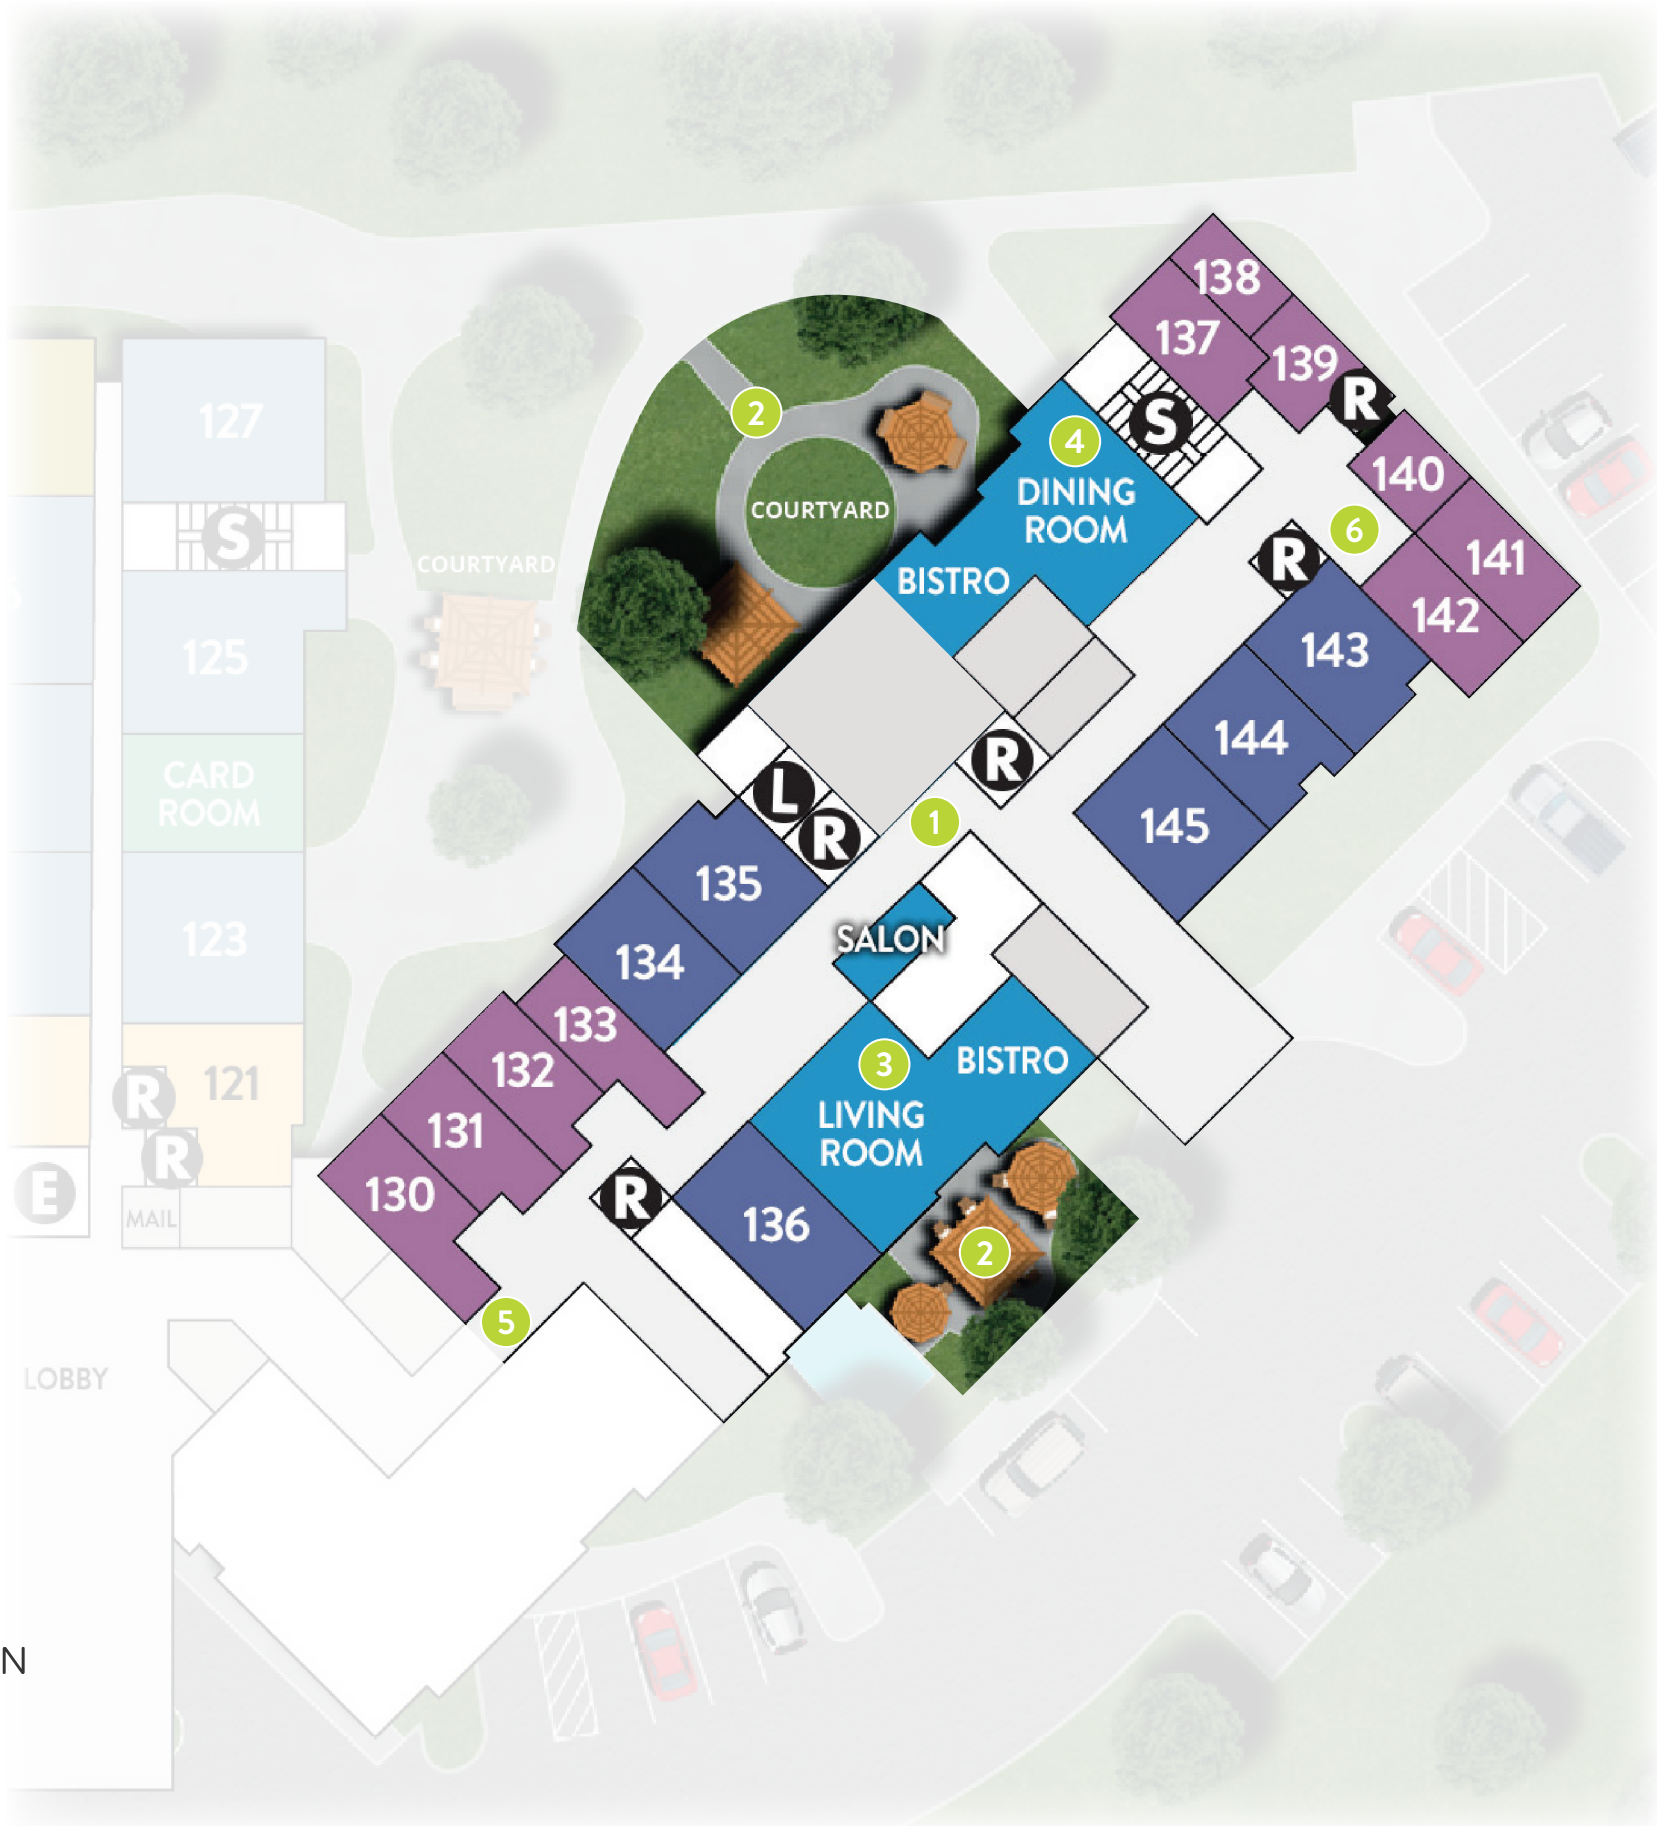 138
137
139
R
S
127
2
4
140
COURTYARD
DINING
ROOM
6
S
141
COURTYARD
BISTRO
R
142
125
143
144
CARD
ROOM
R
L
R
1
145
135
123
SALON
134
133
132
3
BISTRO
121
R
131
LIVING
ROOM
R
130
R
E
136
MAIL
2
5
LOBBY
N